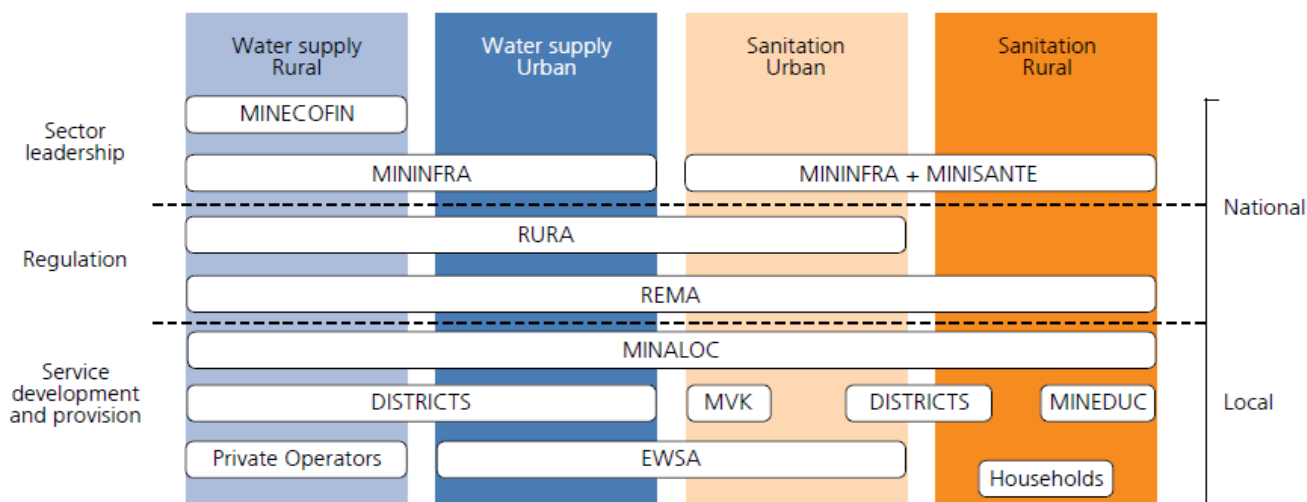 Water supply
Rural
Water supply
Urban
Sanitation
Urban
Sanitation
Rural
Sector
leadership
MINECOFIN
MININFRA
MININFRA + MINISANTE
National
Regulation
RURA
REMA
Service
development
and provision
MINALOC
DISTRICTS
MVK
DISTRICTS
MINEDUC
Local
Private Operators
EWSA
Households